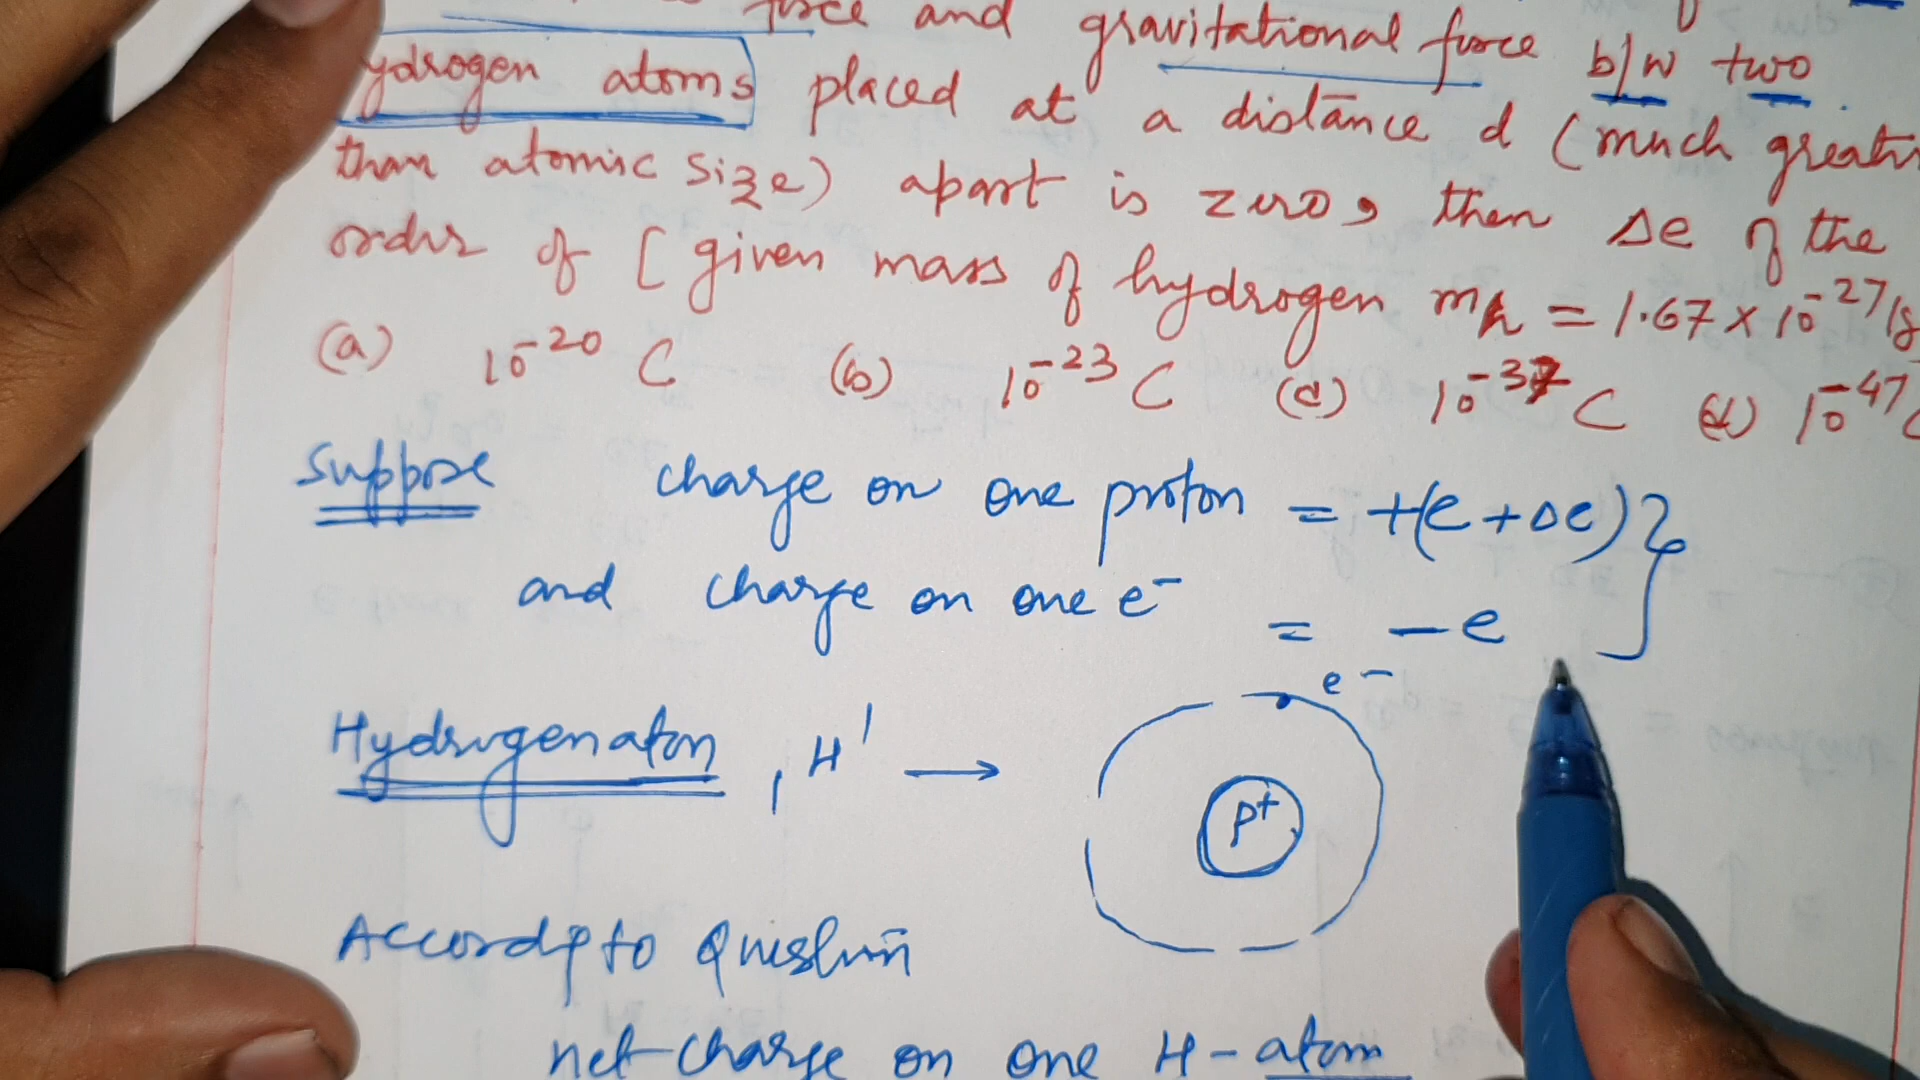 force and gravitational force b/w two
ydrogen atoms placed at a distance d (much greater
than atomic size) apart is zero, then Δe of the
order of [given mass of hydrogen mh = 1.67 × 10-27 kg
(a) 10-20 C (b) 10-23 C (c) 10-37 C (d) 10-47 C
Suppose charge on one proton = +(e + Δe) }
and charge on one e- = - e
e-
Hydrogen atom , 1H1 → P+
Accordg to Question
net charge on one H-atom